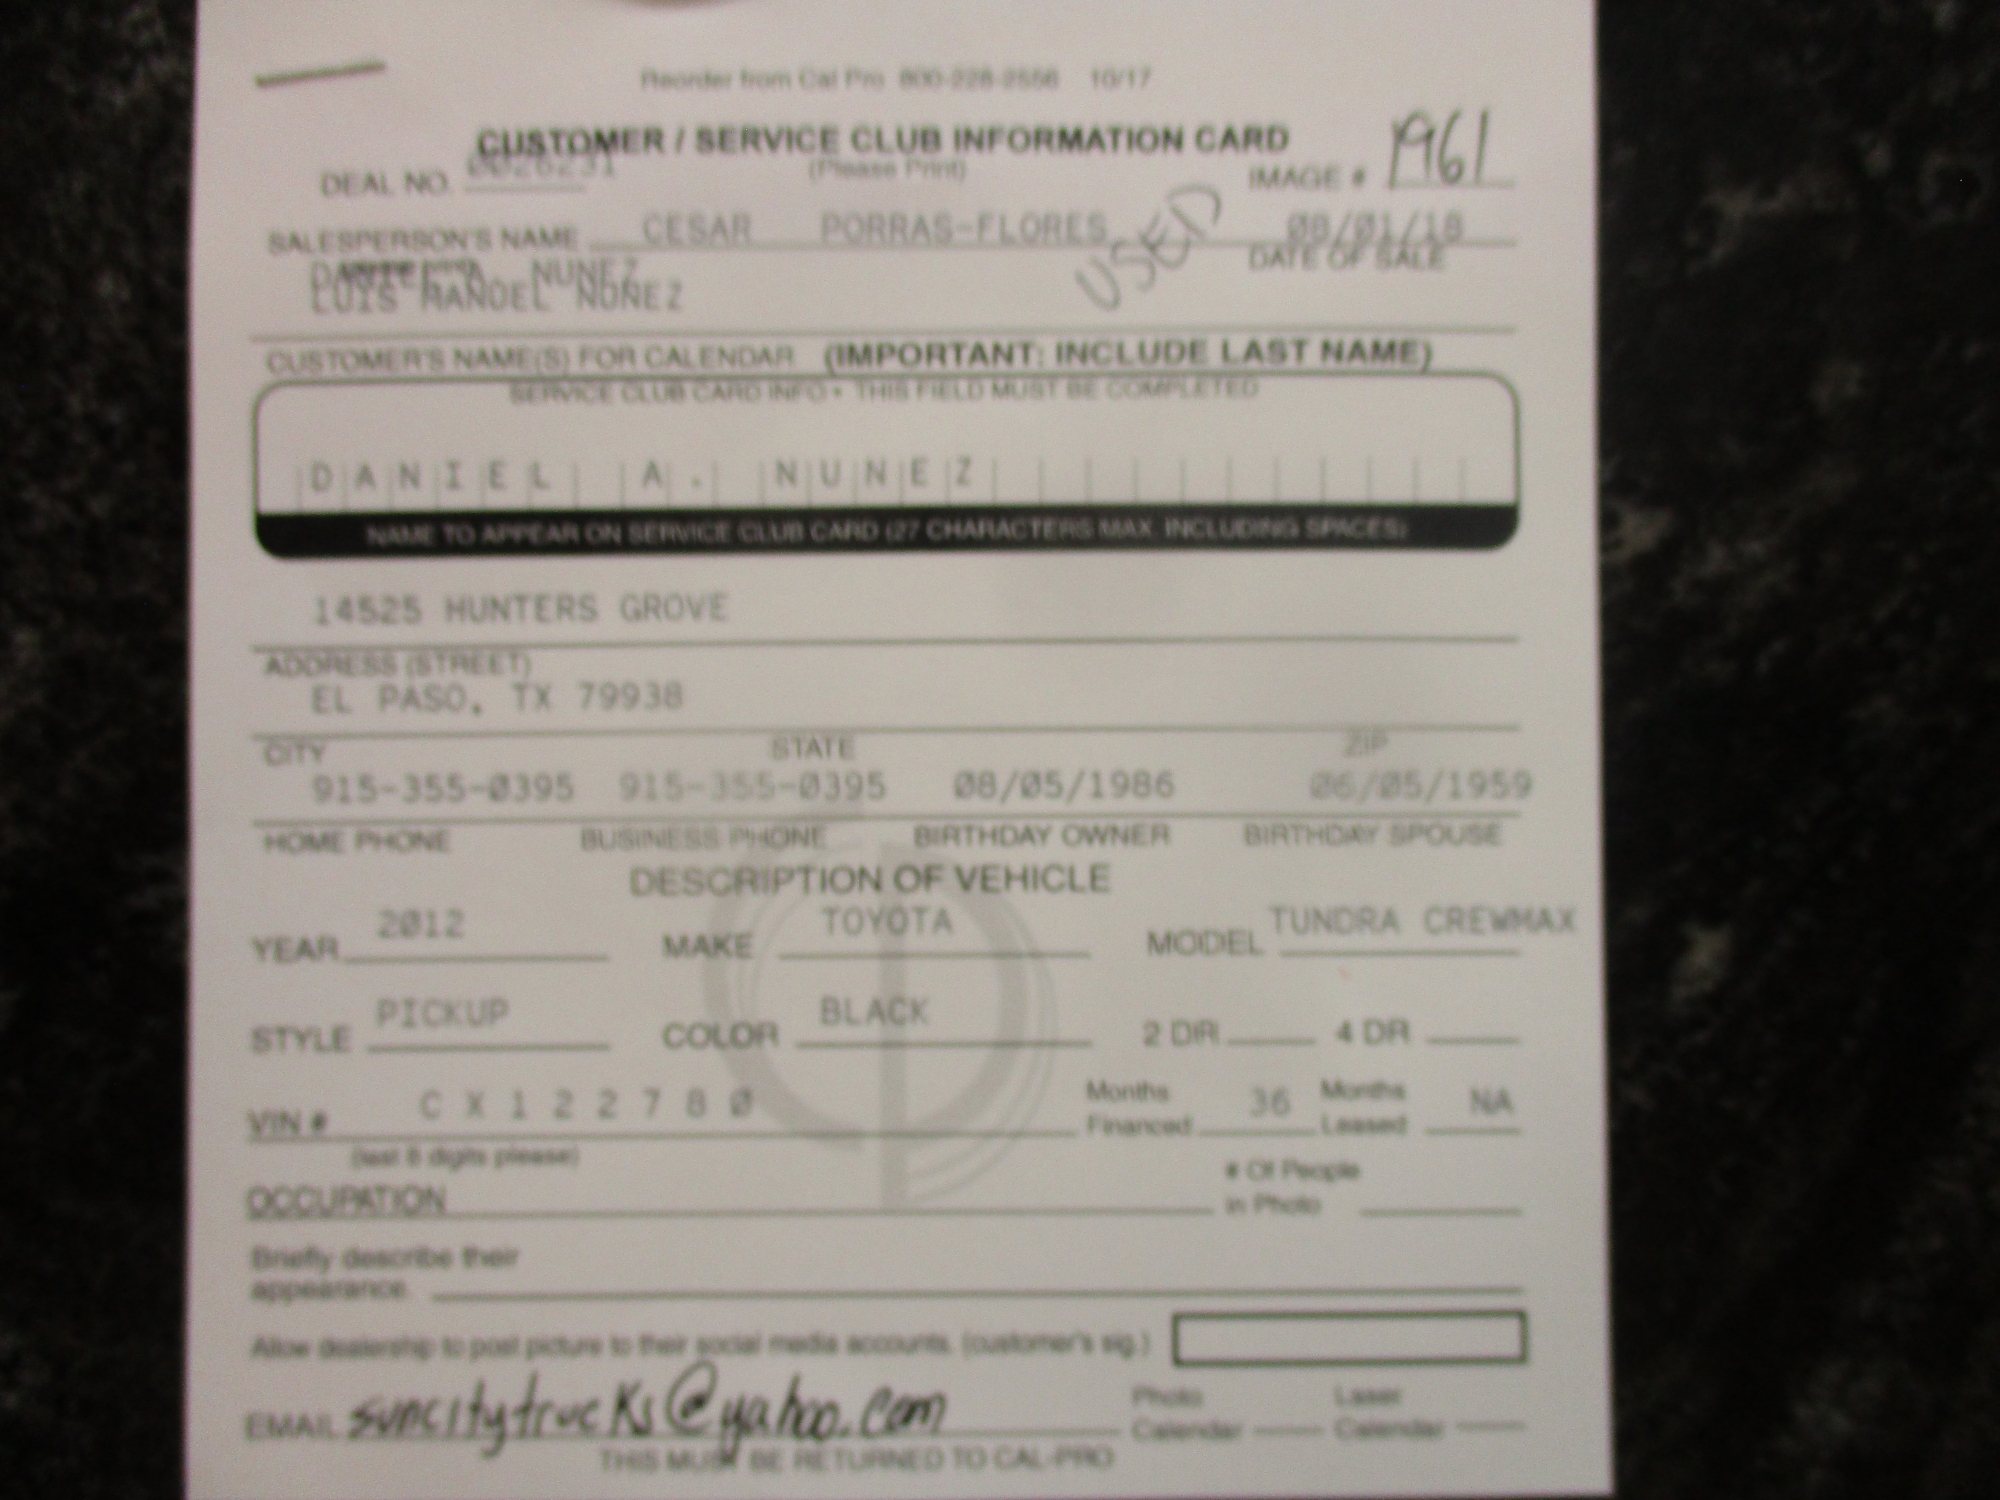 Reorder from Cal Pro 800-228-2556 10/17
CUSTOMER / SERVICE CLUB INFORMATION CARD
(Please Print)
DEAL NO. 0026231
IMAGE # 1961
SALESPERSON'S NAME CESAR PORRAS-FLORES
USED
08/01/18
DATE OF SALE
DANIEL A. NUNEZ
LUIS MANUEL NUNEZ
CUSTOMER'S NAME(S) FOR CALENDAR (IMPORTANT: INCLUDE LAST NAME)
SERVICE CLUB CARD INFO • THIS FIELD MUST BE COMPLETED
DANIEL A. NUNEZ
NAME TO APPEAR ON SERVICE CLUB CARD (27 CHARACTERS MAX. INCLUDING SPACES)
14525 HUNTERS GROVE
ADDRESS (STREET)
EL PASO, TX 79938
CITY STATE ZIP
915-355-0395 915-355-0395 08/05/1986 06/05/1959
HOME PHONE BUSINESS PHONE BIRTHDAY OWNER BIRTHDAY SPOUSE
DESCRIPTION OF VEHICLE
YEAR 2012 MAKE TOYOTA MODEL TUNDRA CREWMAX
STYLE PICKUP COLOR BLACK 2 DR 4 DR
VIN # CX122780 Months Financed 36 Months Leased NA
(last 8 digits please)
OCCUPATION # Of People in Photo
Briefly describe their
appearance.
Allow dealership to post picture to their social media accounts. (customer's sig.)
EMAIL suncitytrucks@yahoo.com Photo Calendar Laser Calendar
THIS MUST BE RETURNED TO CAL-PRO